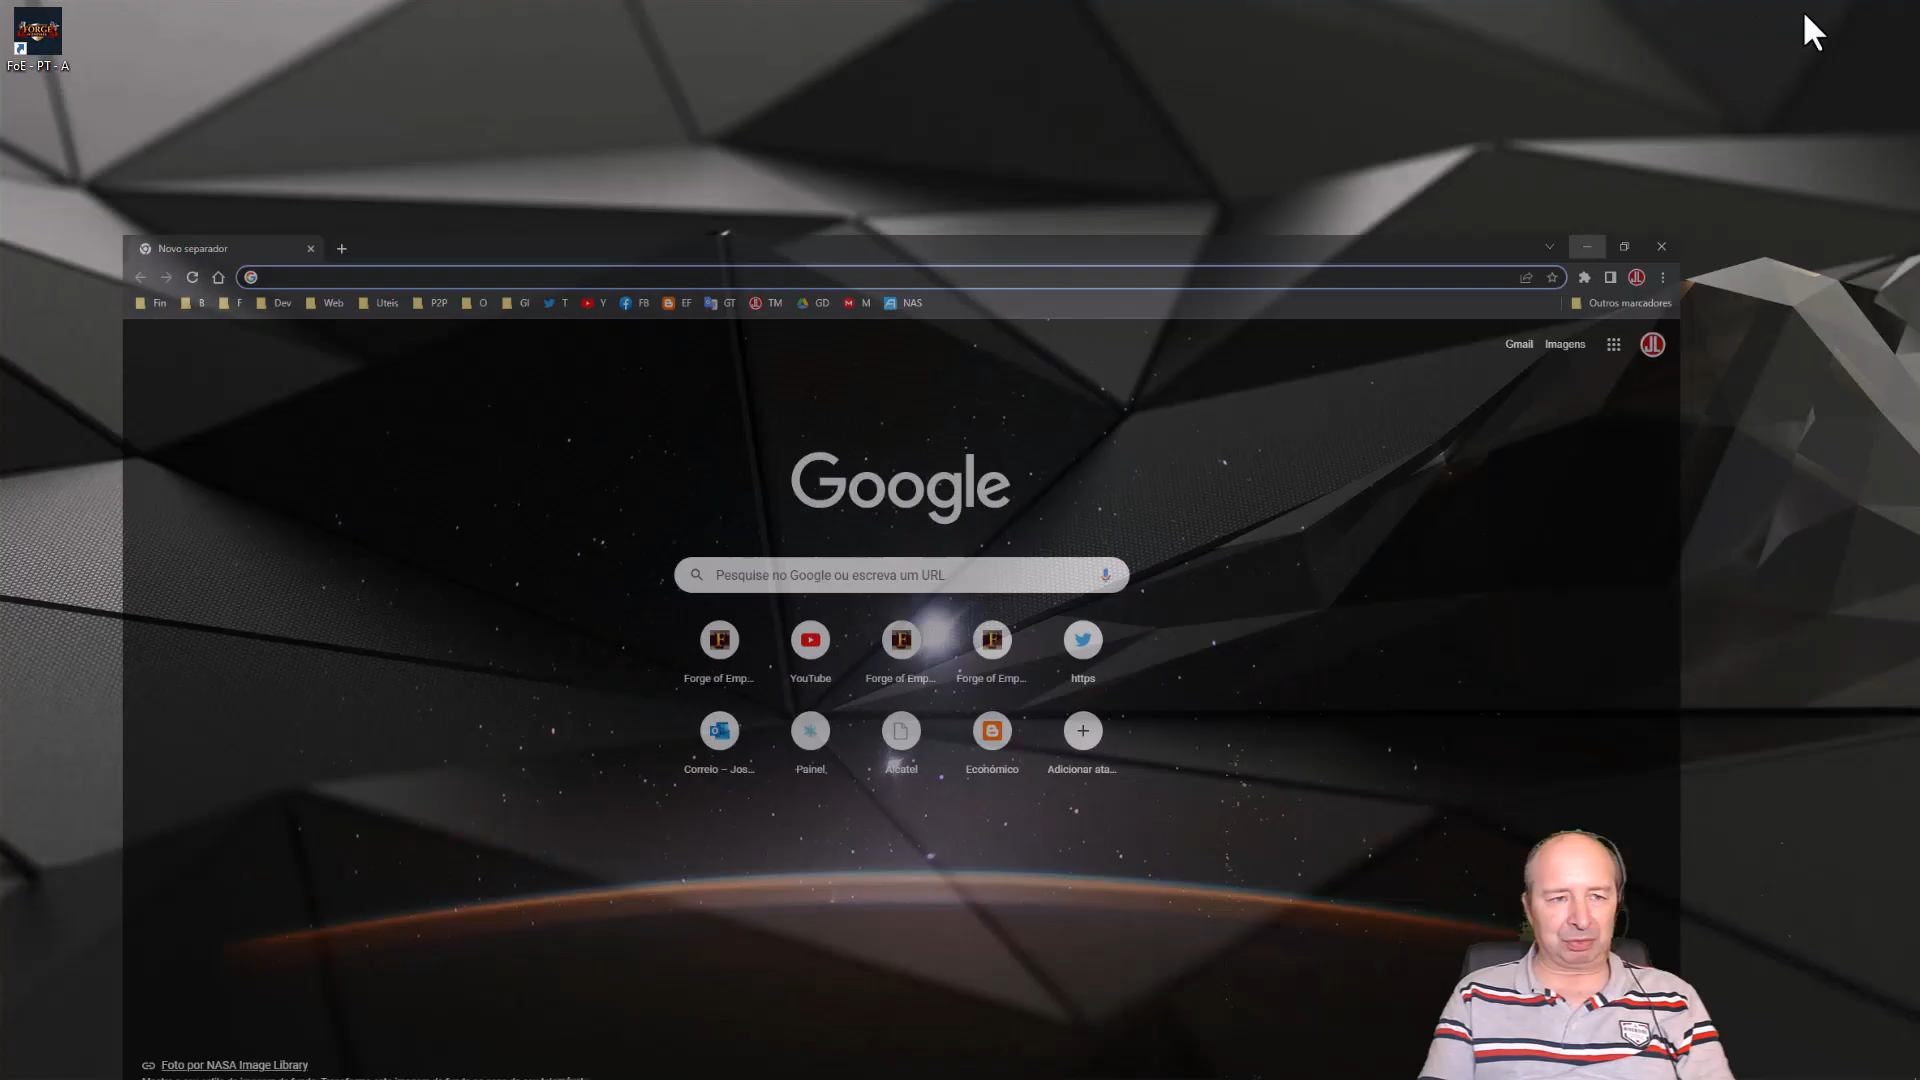 FORGE
FoE - PT - A
Novo separador
Fin B F Dev Web Uteis P2P O GI T Y FB EF GT TM GD M NAS Outros marcadores
Gmail Imagens JL
Google
Pesquise no Google ou escreva um URL
Forge of Emp... YouTube Forge of Emp... Forge of Emp... https
Correio – Jos... Painel Alcatel Económico Adicionar ata...
Foto por NASA Image Library